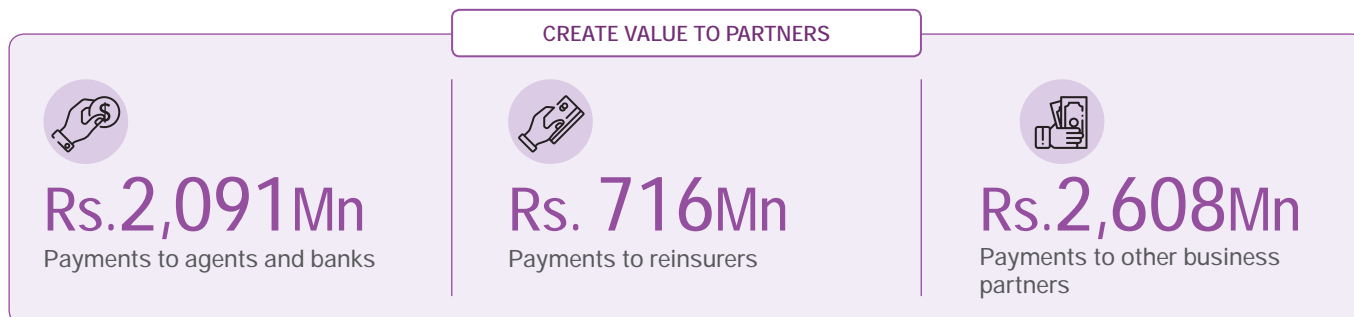 CREATE VALUE TO PARTNERS
$
Rs.2,091Mn
Payments to agents and banks
Rs. 716Mn
Payments to reinsurers
Rs.2,608Mn
Payments to other business
partners